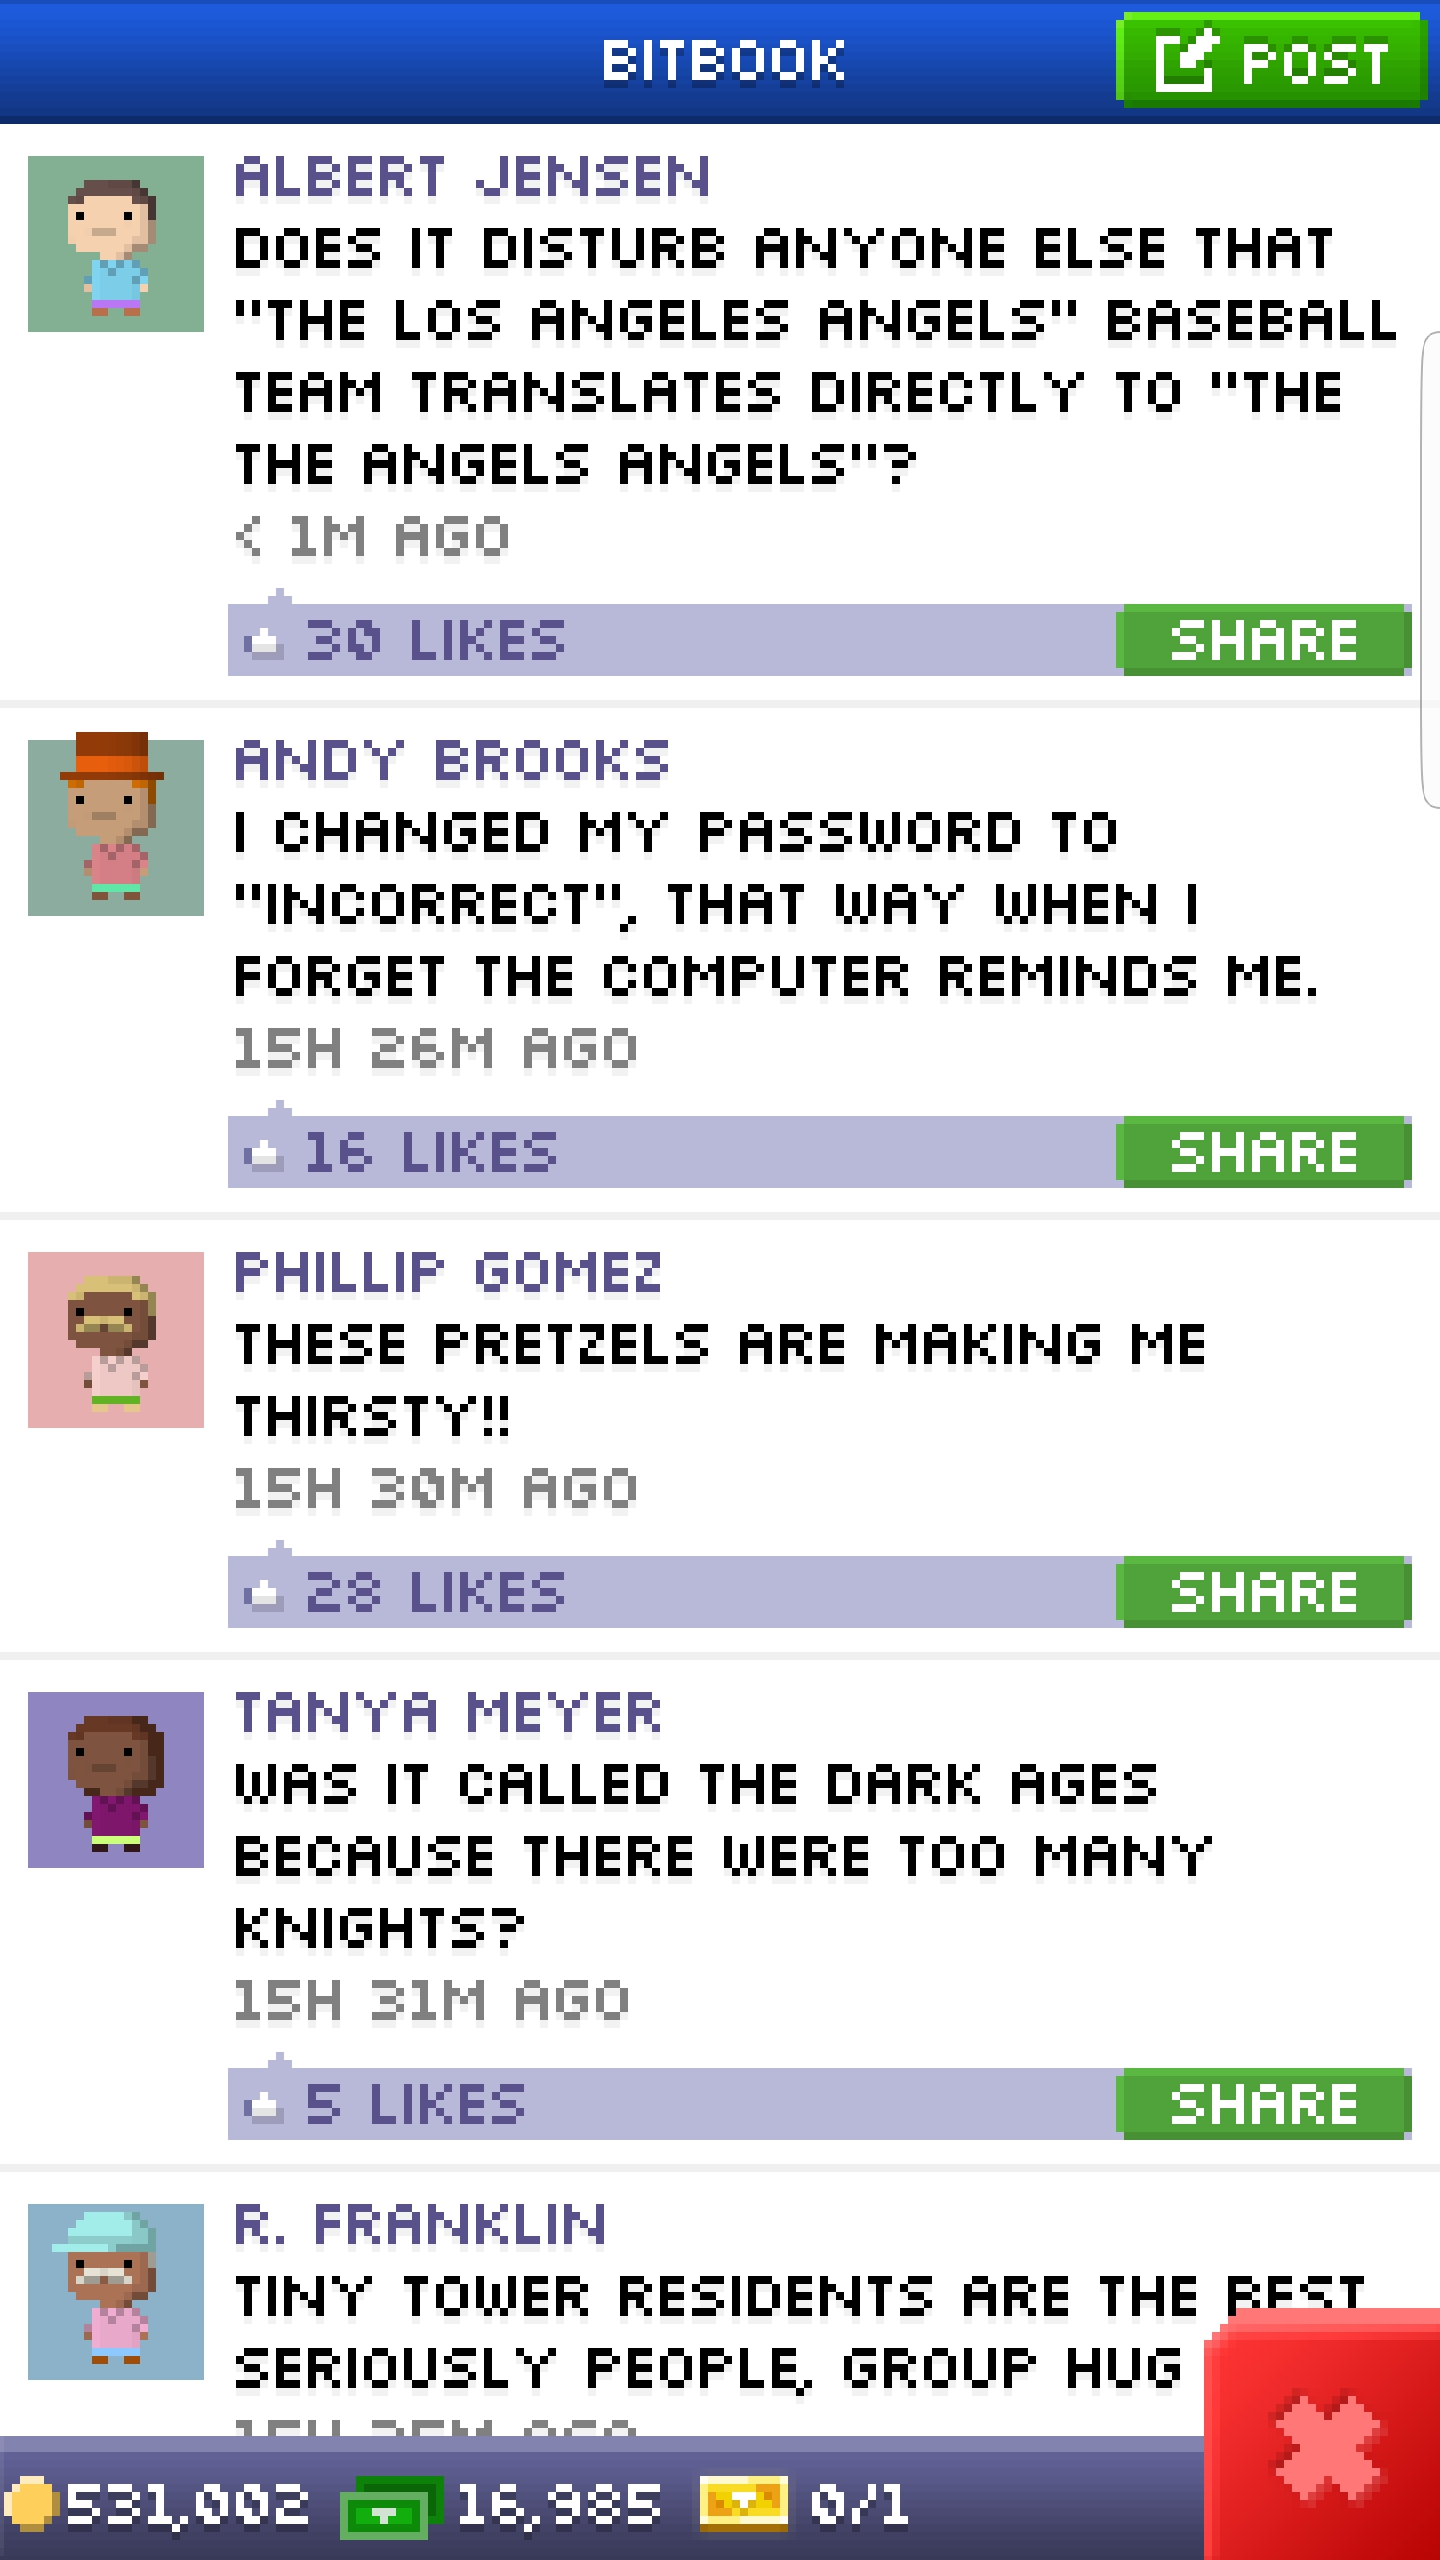 BITBOOK
POST
ALBERT JENSEN
DOES IT DISTURB ANYONE ELSE THAT
"THE LOS ANGELES ANGELS" BASEBALL
TEAM TRANSLATES DIRECTLY TO "THE
THE ANGELS ANGELS"?
< 1M AGO
30 LIKES
SHARE
ANDY BROOKS
I CHANGED MY PASSWORD TO
"INCORRECT", THAT WAY WHEN I
FORGET THE COMPUTER REMINDS ME.
15H 26M AGO
16 LIKES
SHARE
PHILLIP GOMEZ
THESE PRETZELS ARE MAKING ME
THIRSTY!!
15H 30M AGO
28 LIKES
SHARE
TANYA MEYER
WAS IT CALLED THE DARK AGES
BECAUSE THERE WERE TOO MANY
KNIGHTS?
15H 31M AGO
5 LIKES
SHARE
R. FRANKLIN
TINY TOWER RESIDENTS ARE THE BEST
SERIOUSLY PEOPLE, GROUP HUG
531,002
16,985
0/1